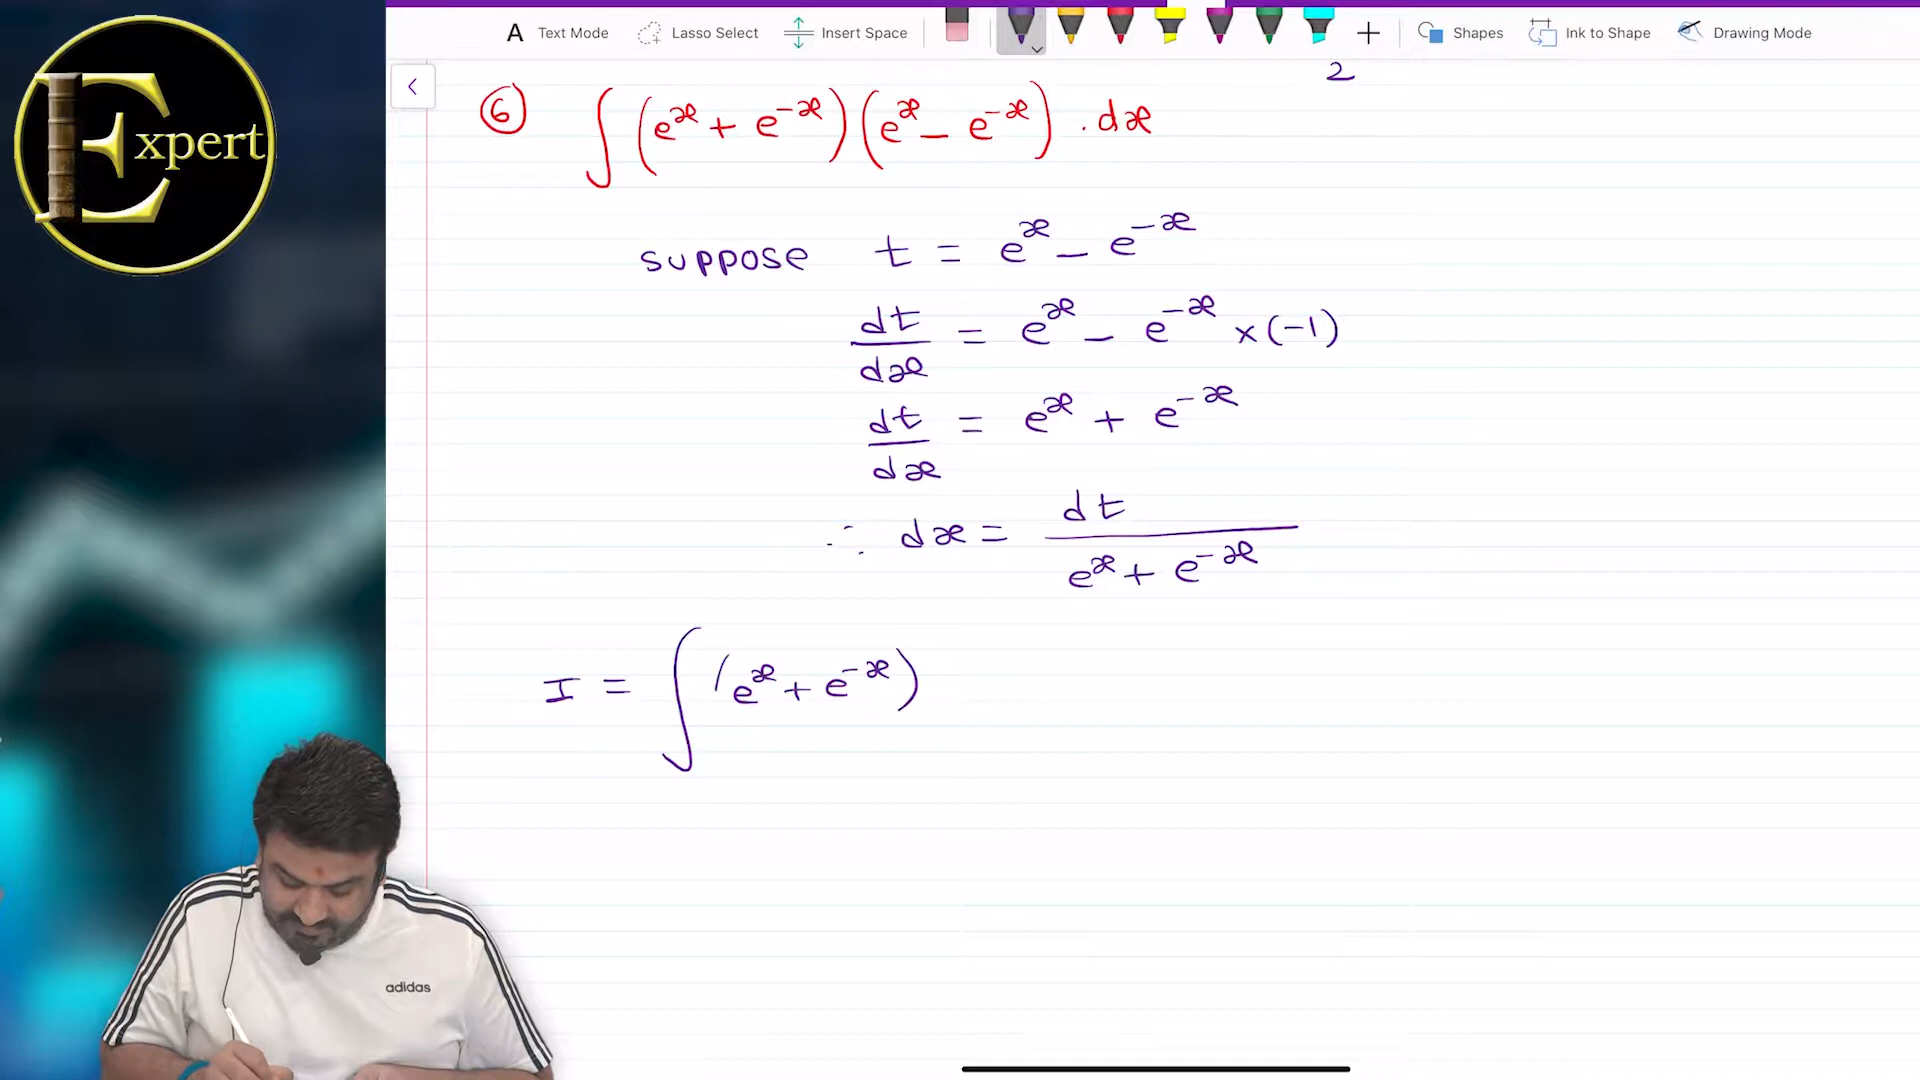 Expert
A Text Mode Lasso Select Insert Space Shapes Ink to Shape Drawing Mode
2
⑥ ∫ (eˣ + e⁻ˣ) (eˣ − e⁻ˣ) . dx
suppose t = eˣ − e⁻ˣ
dt/dx = eˣ − e⁻ˣ × (−1)
dt/dx = eˣ + e⁻ˣ
∴ dx = dt/(eˣ + e⁻ˣ)
I = ∫ (eˣ + e⁻ˣ)
adidas